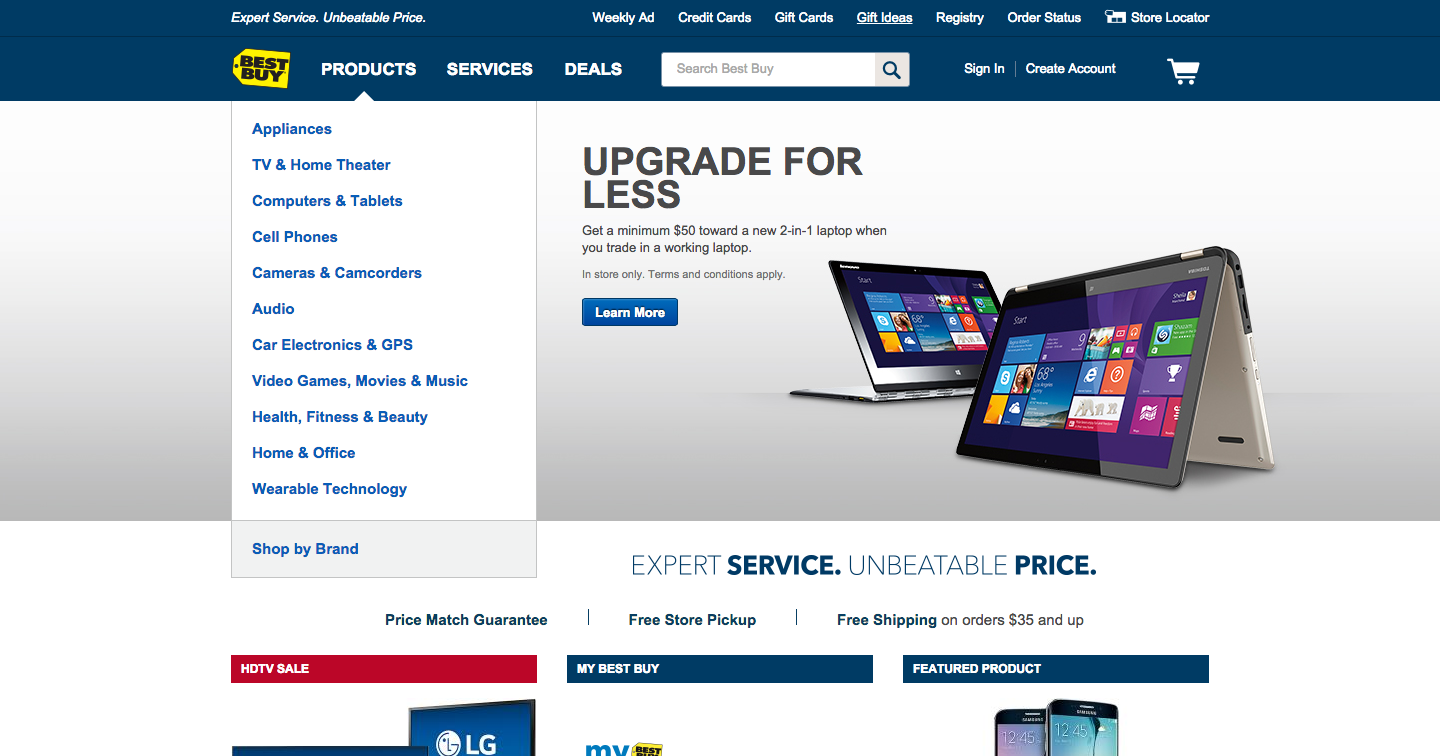 Expert Service. Unbeatable Price.
Weekly Ad Credit Cards Gift Cards Gift Ideas Registry Order Status Store Locator
BEST
BUY
PRODUCTS SERVICES DEALS
Search Best Buy
Sign In Create Account
Appliances
TV & Home Theater
Computers & Tablets
Cell Phones
Cameras & Camcorders
Audio
Car Electronics & GPS
Video Games, Movies & Music
Health, Fitness & Beauty
Home & Office
Wearable Technology
Shop by Brand
UPGRADE FOR
LESS
Get a minimum $50 toward a new 2-in-1 laptop when
you trade in a working laptop.
In store only. Terms and conditions apply.
Learn More
lenovo
Start
68°
TOSHIBA
Start
Sheila
9
Shazam
68°
EXPERT SERVICE. UNBEATABLE PRICE.
Price Match Guarantee
Free Store Pickup
Free Shipping on orders $35 and up
HDTV SALE
MY BEST BUY
FEATURED PRODUCT
LG
my
BEST
SAMSUNG
12:45
SAMSUNG
12:45